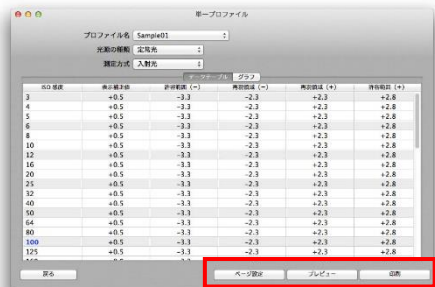 単一プロファイル
プロファイル名 Sample01
光源の種類 定常光
測定方式 入射光
データテーブル グラフ
ISO 感度 表示補正値 許容範囲 (−) 再現領域 (−) 再現領域 (+) 許容範囲 (+)
3 +0.5 −3.3 −2.3 +2.3 +2.8
4 +0.5 −3.3 −2.3 +2.3 +2.8
5 +0.5 −3.3 −2.3 +2.3 +2.8
6 +0.5 −3.3 −2.3 +2.3 +2.8
8 +0.5 −3.3 −2.3 +2.3 +2.8
10 +0.5 −3.3 −2.3 +2.3 +2.8
12 +0.5 −3.3 −2.3 +2.3 +2.8
16 +0.5 −3.3 −2.3 +2.3 +2.8
20 +0.5 −3.3 −2.3 +2.3 +2.8
25 +0.5 −3.3 −2.3 +2.3 +2.8
32 +0.5 −3.3 −2.3 +2.3 +2.8
40 +0.5 −3.3 −2.3 +2.3 +2.8
50 +0.5 −3.3 −2.3 +2.3 +2.8
64 +0.5 −3.3 −2.3 +2.3 +2.8
80 +0.5 −3.3 −2.3 +2.3 +2.8
100 +0.5 −3.3 −2.3 +2.3 +2.8
125 +0.5 −3.3 −2.3 +2.3 +2.8
戻る ページ設定 プレビュー 印刷